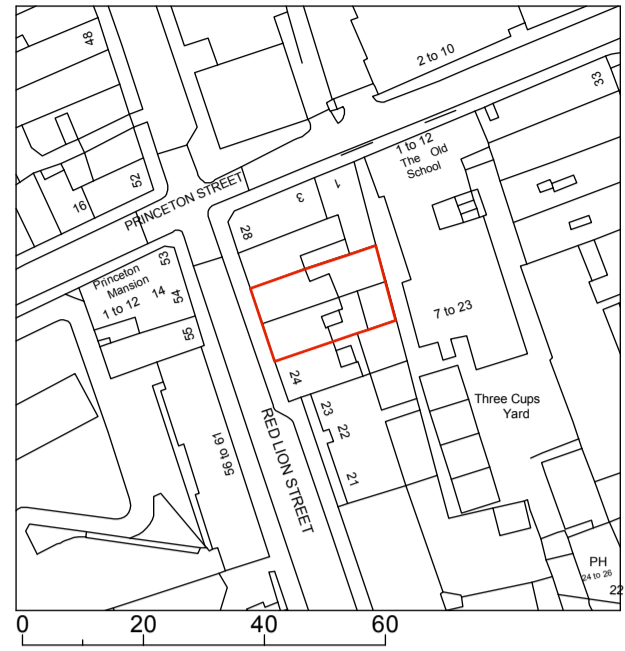 48
2 to 10
33
1 to 12
The Old
School
52
16
PRINCETON STREET
3
1
28
53
Princeton
Mansion
1 to 12
14
54
55
7 to 23
24
23
22
21
Three Cups
Yard
RED LION STREET
56 to 61
PH
24 to 26
22
0 20 40 60